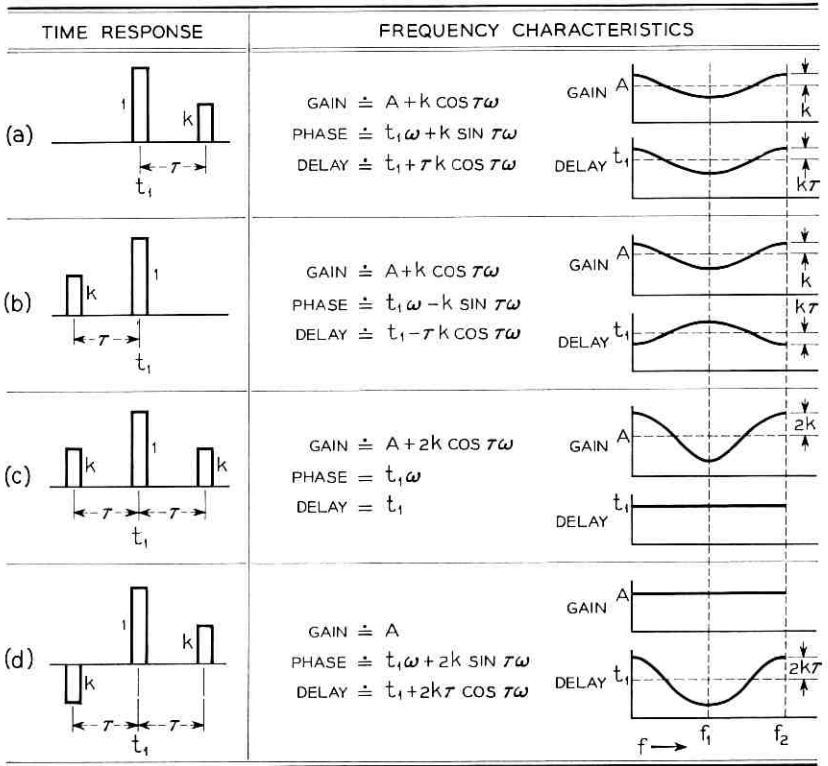 TIME RESPONSE
FREQUENCY CHARACTERISTICS
(a)
1
k
τ
t₁
GAIN ≐ A+k COS τω
PHASE ≐ t₁ω+k SIN τω
DELAY ≐ t₁+τk COS τω
GAIN A
k
DELAY t₁
kτ
(b)
k
1
τ
t₁
GAIN ≐ A+k COS τω
PHASE ≐ t₁ω-k SIN τω
DELAY ≐ t₁-τk COS τω
GAIN A
k
kτ
DELAY t₁
(c)
k
1
k
τ
τ
t₁
GAIN ≐ A+2k COS τω
PHASE = t₁ω
DELAY = t₁
GAIN A
2k
DELAY t₁
(d)
1
k
k
τ
τ
t₁
GAIN ≐ A
PHASE ≐ t₁ω+2k SIN τω
DELAY ≐ t₁+2kτ COS τω
GAIN A
DELAY t₁
2kτ
f → f₁ f₂